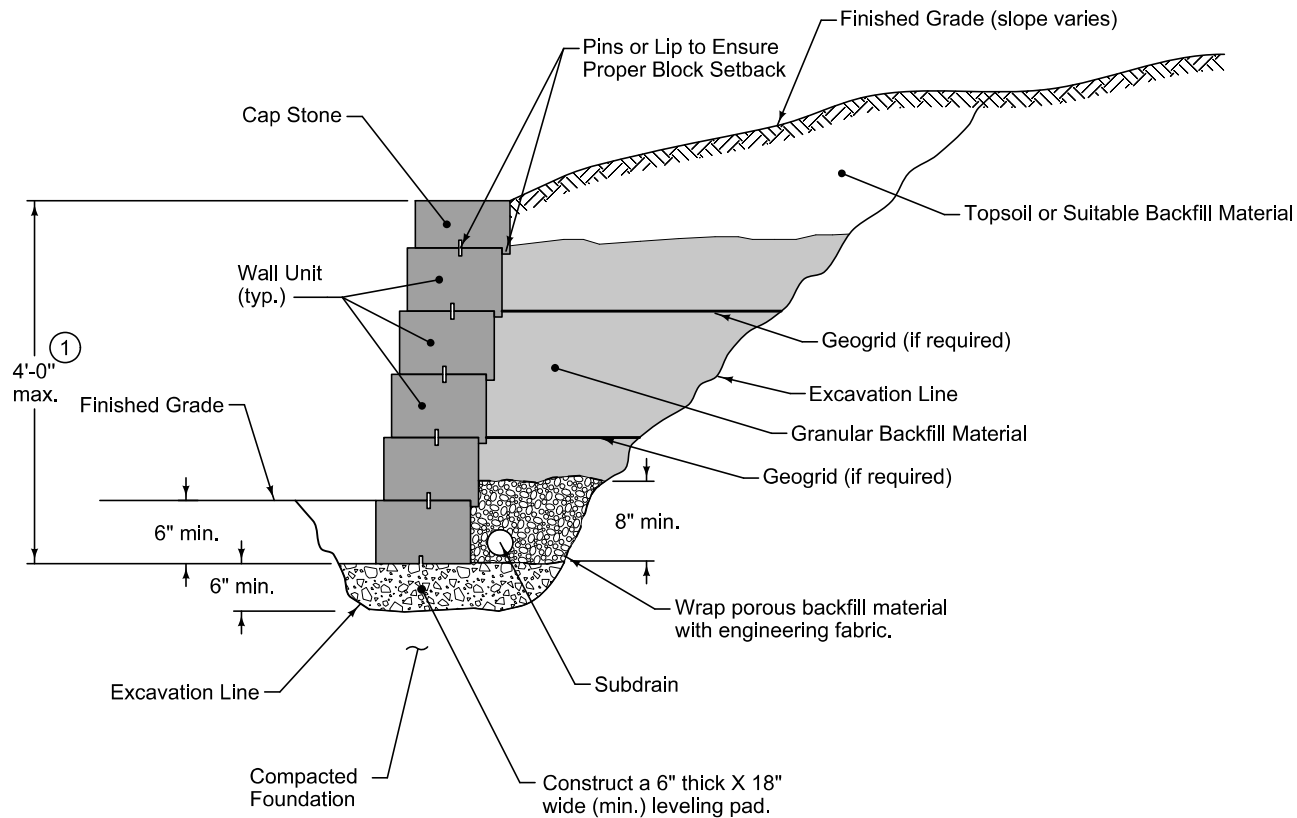 Finished Grade (slope varies)
Pins or Lip to Ensure
Proper Block Setback
Cap Stone
Topsoil or Suitable Backfill Material
Wall Unit
(typ.)
Geogrid (if required)
1
4'-0"
max.
Excavation Line
Finished Grade
Granular Backfill Material
Geogrid (if required)
6" min.
8" min.
6" min.
Wrap porous backfill material
with engineering fabric.
Subdrain
Excavation Line
Compacted
Foundation
Construct a 6" thick X 18"
wide (min.) leveling pad.